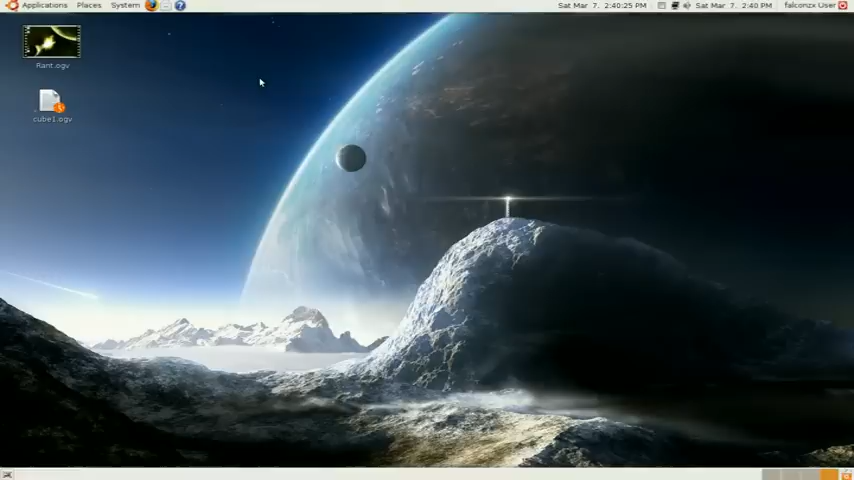 Applications Places System
Sat Mar 7, 2:40:25 PM
Sat Mar 7, 2:40 PM
falconzx User
Rant.ogv
cube1.ogv